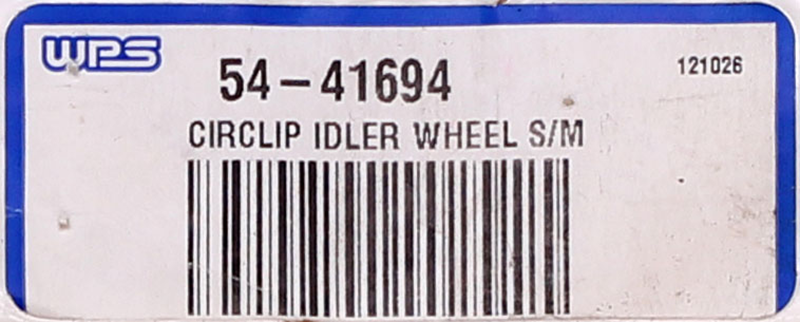 WPS
54-41694
121026
CIRCLIP IDLER WHEEL S/M